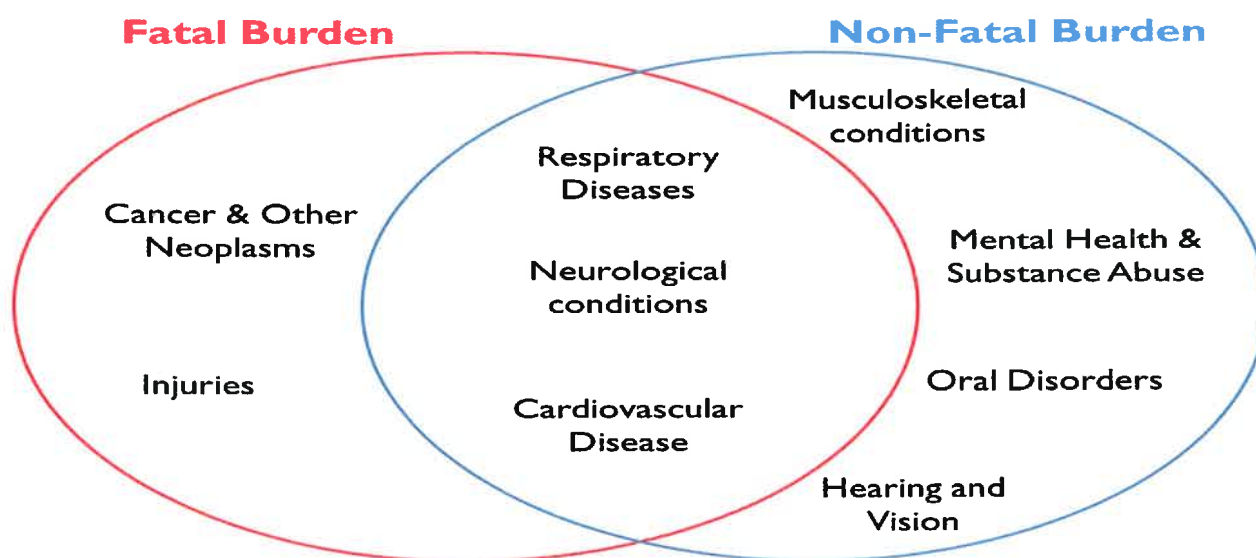 Fatal Burden
Non-Fatal Burden
Cancer & Other
Neoplasms
Injuries
Respiratory
Diseases
Neurological
conditions
Cardiovascular
Disease
Musculoskeletal
conditions
Mental Health &
Substance Abuse
Oral Disorders
Hearing and
Vision